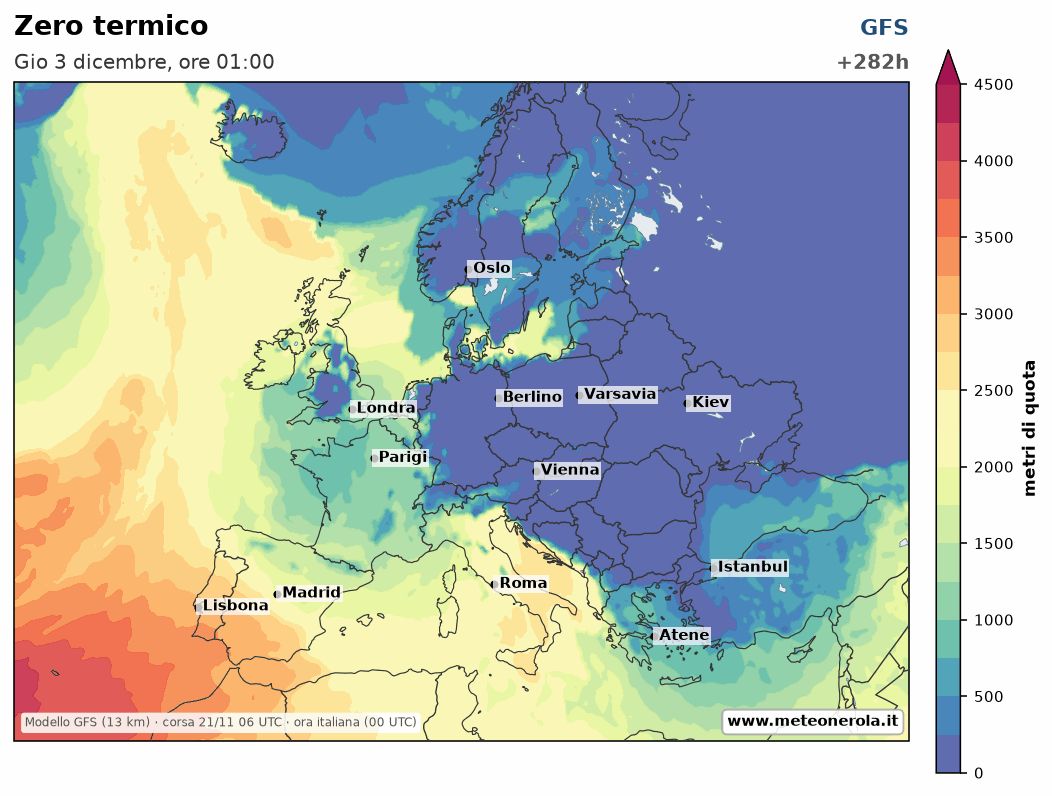 Zero termico
GFS
Gio 3 dicembre, ore 01:00
+282h
4500
4000
3500
3000
2500
2000
1500
1000
500
0
metri di quota
Oslo
Londra
Berlino
Varsavia
Kiev
Parigi
Vienna
Istanbul
Roma
Madrid
Lisbona
Atene
Modello GFS (13 km) · corsa 21/11 06 UTC · ora italiana (00 UTC)
www.meteonerola.it